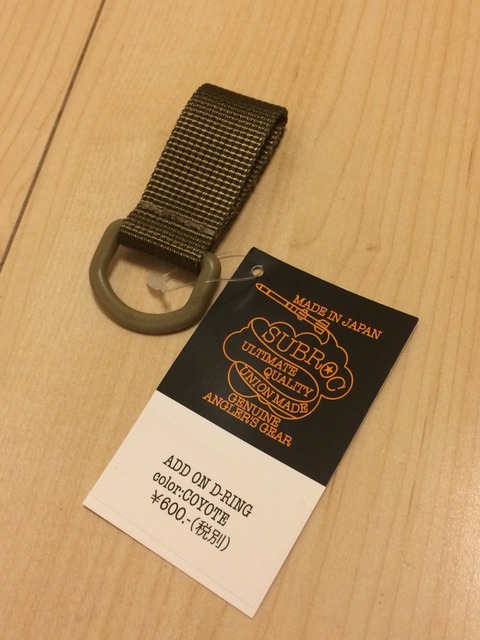 MADE IN JAPAN
SUBROC
ULTIMATE
QUALITY
UNION MADE
GENUINE
ANGLER'S GEAR
ADD ON D-RING
color:COYOTE
¥600.-(税別)